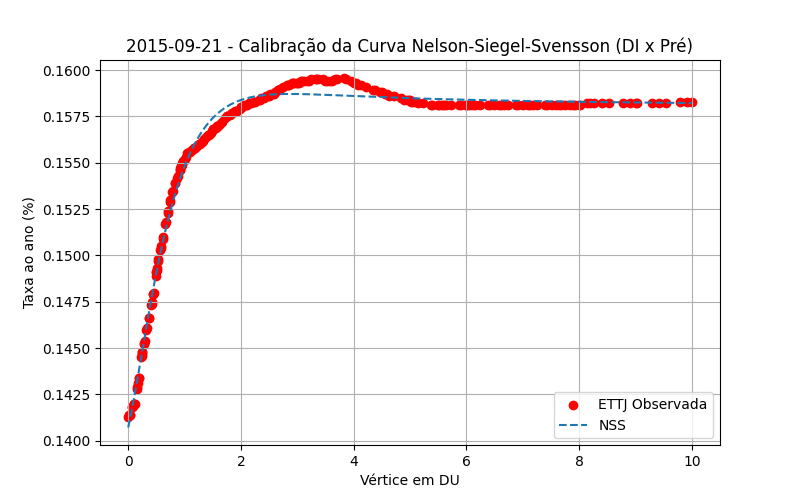 2015-09-21 - Calibração da Curva Nelson-Siegel-Svensson (DI x Pré)
0.1600
0.1575
0.1550
0.1525
0.1500
0.1475
0.1450
0.1425
0.1400
Taxa ao ano (%)
ETTJ Observada
NSS
0 2 4 6 8 10
Vértice em DU